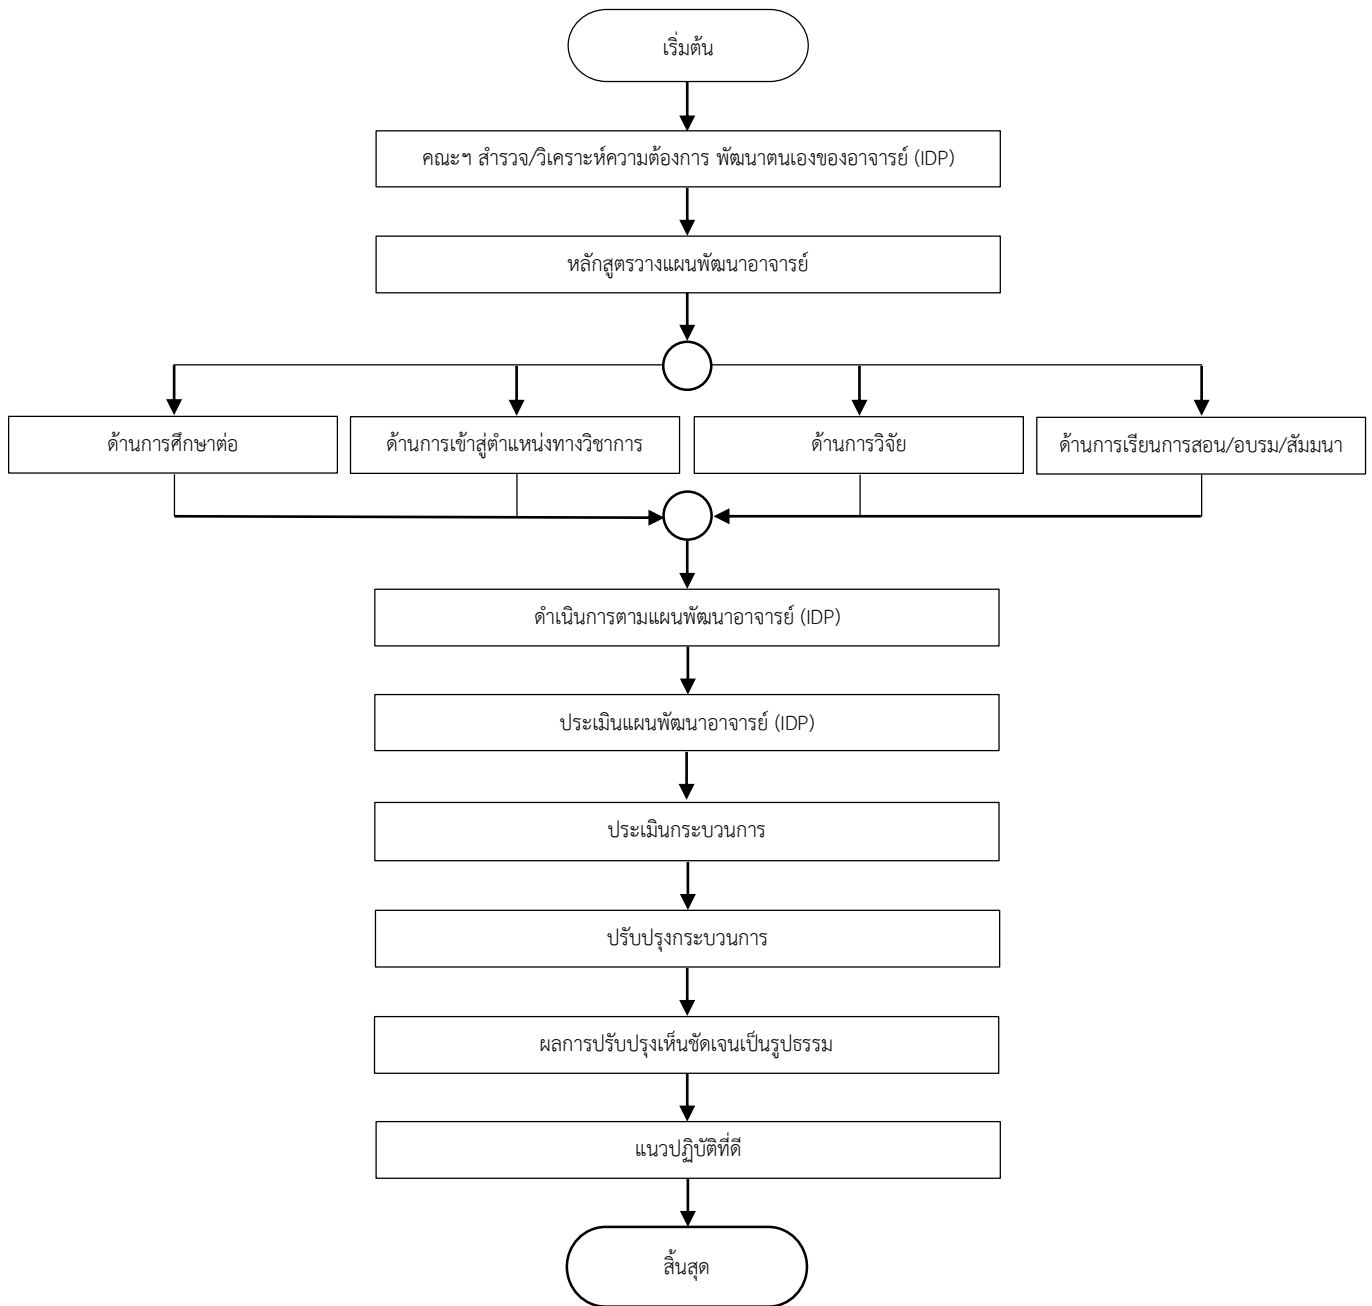 เริ่มต้น
คณะฯ สำรวจ/วิเคราะห์ความต้องการ พัฒนาตนเองของอาจารย์ (IDP)
หลักสูตรวางแผนพัฒนาอาจารย์
ด้านการศึกษาต่อ
ด้านการเข้าสู่ตำแหน่งทางวิชาการ
ด้านการวิจัย
ด้านการเรียนการสอน/อบรม/สัมมนา
ดำเนินการตามแผนพัฒนาอาจารย์ (IDP)
ประเมินแผนพัฒนาอาจารย์ (IDP)
ประเมินกระบวนการ
ปรับปรุงกระบวนการ
ผลการปรับปรุงเห็นชัดเจนเป็นรูปธรรม
แนวปฏิบัติที่ดี
สิ้นสุด